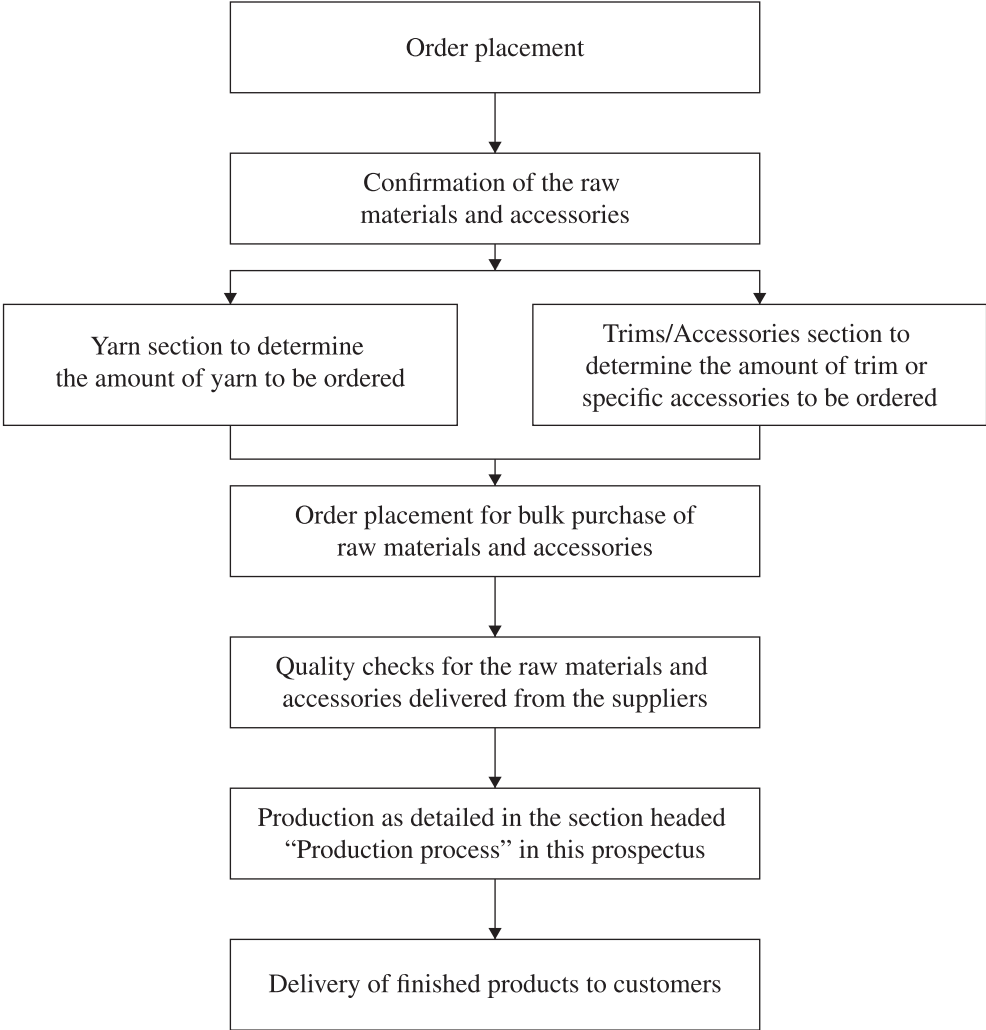 Order placement
Confirmation of the raw
materials and accessories
Yarn section to determine
the amount of yarn to be ordered
Trims/Accessories section to
determine the amount of trim or
specific accessories to be ordered
Order placement for bulk purchase of
raw materials and accessories
Quality checks for the raw materials and
accessories delivered from the suppliers
Production as detailed in the section headed
“Production process” in this prospectus
Delivery of finished products to customers